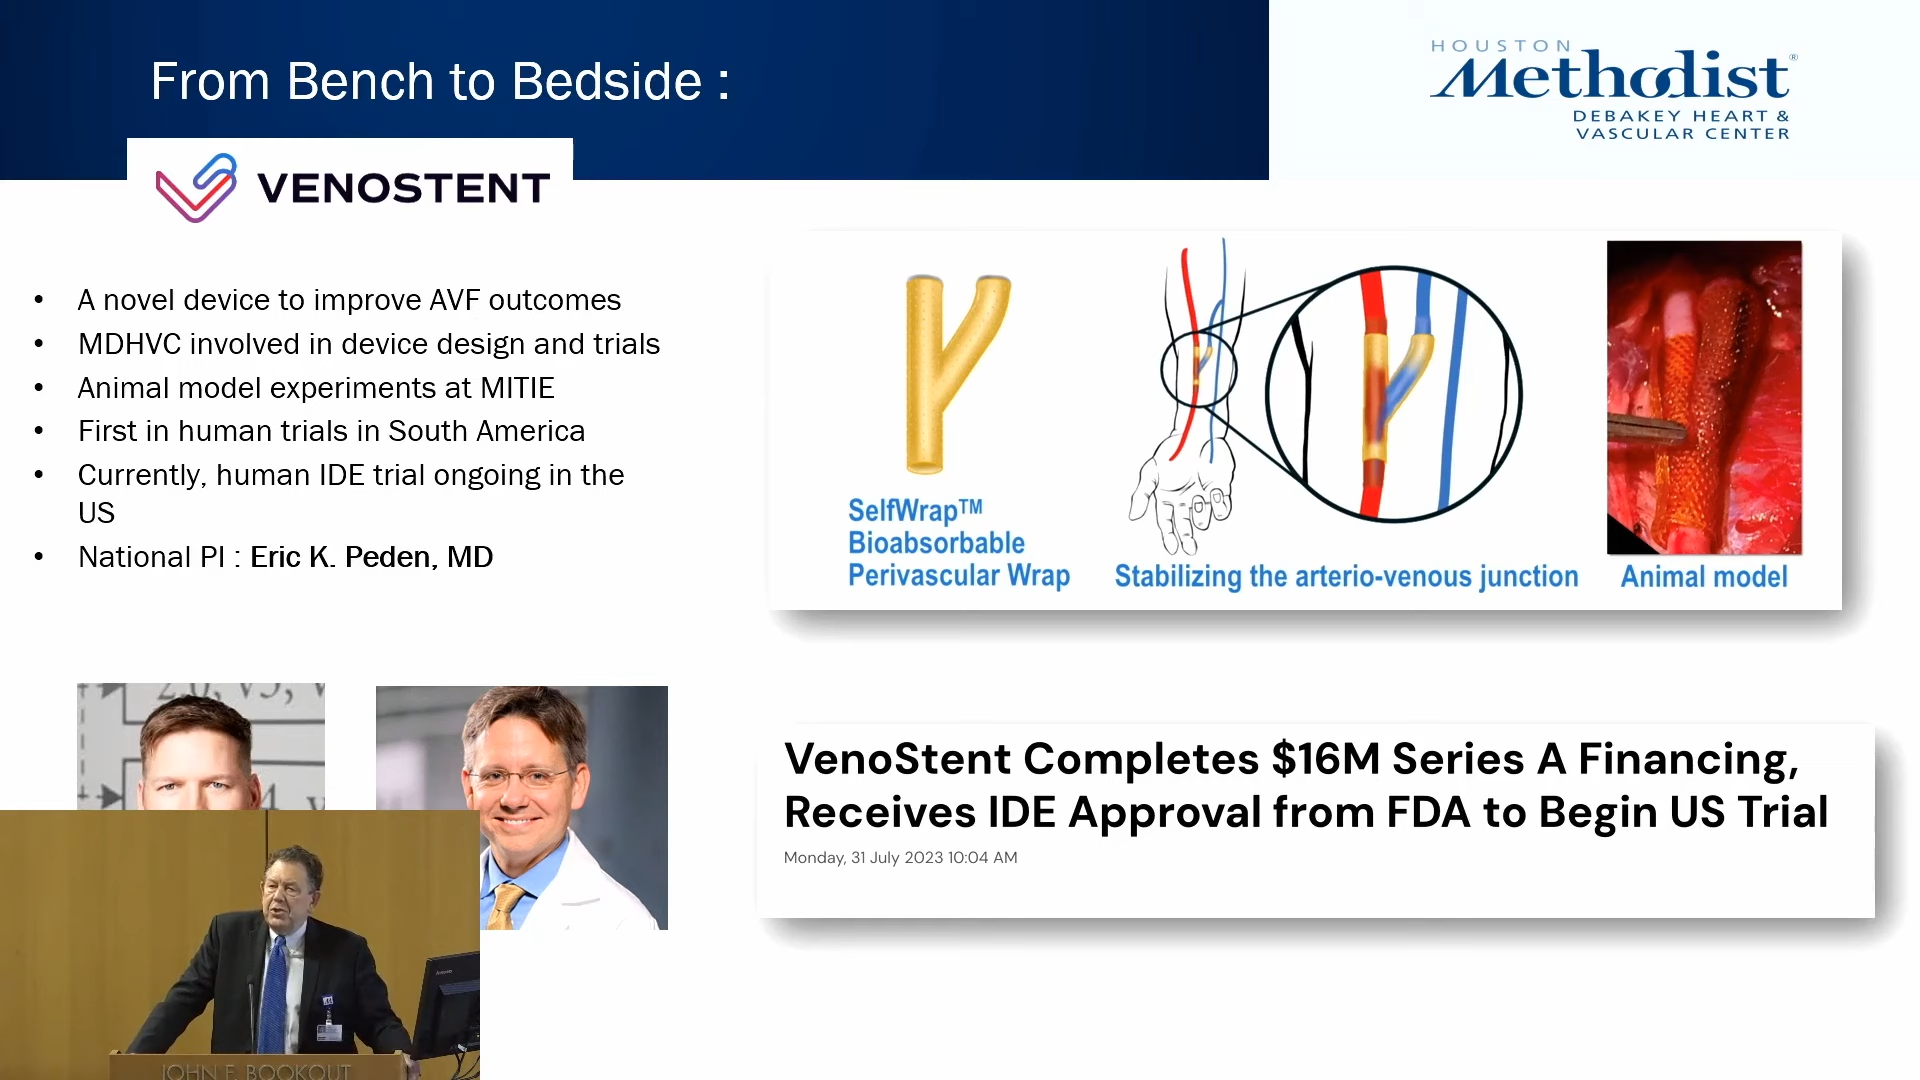 From Bench to Bedside :
HOUSTON
Methodist®
DEBAKEY HEART &
VASCULAR CENTER
VENOSTENT
• A novel device to improve AVF outcomes
• MDHVC involved in device design and trials
• Animal model experiments at MITIE
• First in human trials in South America
• Currently, human IDE trial ongoing in the
US
• National PI : Eric K. Peden, MD
SelfWrap™
Bioabsorbable
Perivascular Wrap
Stabilizing the arterio-venous junction
Animal model
VenoStent Completes $16M Series A Financing,
Receives IDE Approval from FDA to Begin US Trial
Monday, 31 July 2023 10:04 AM
JOHN F. BOOKOUT